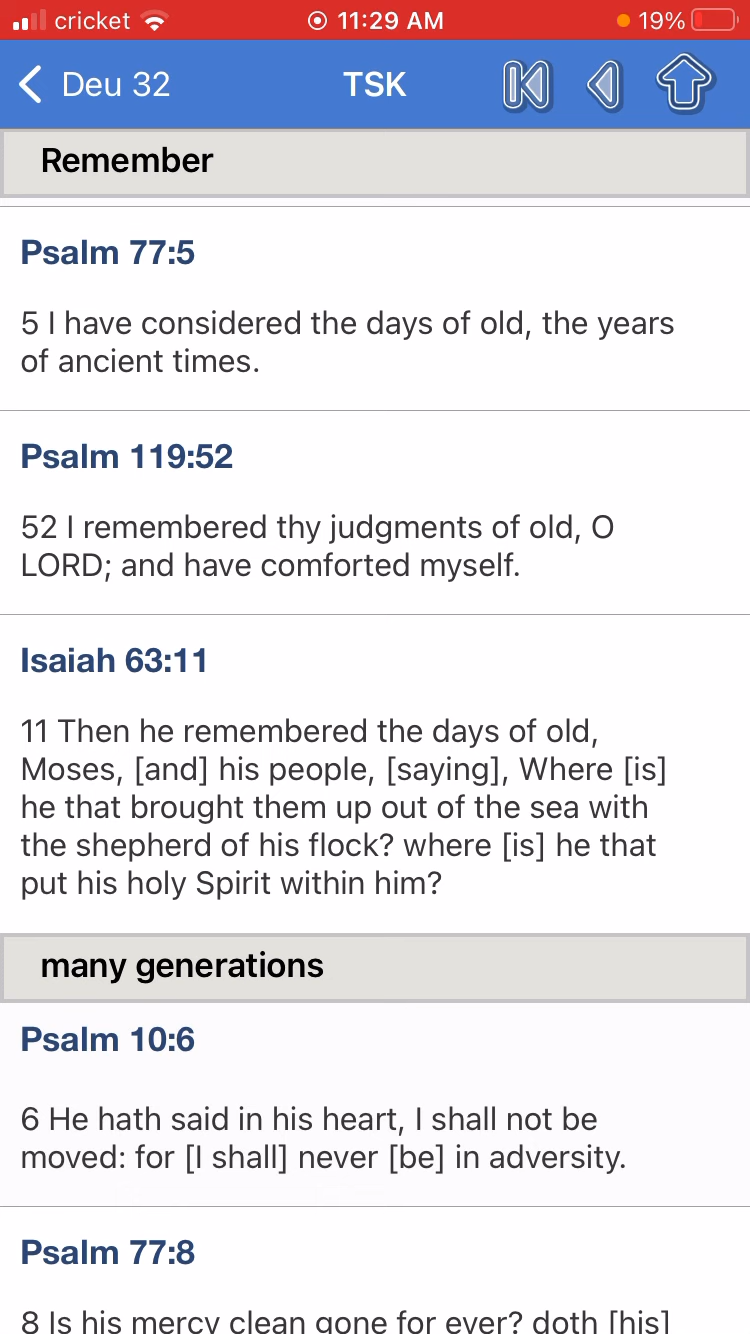 cricket 11:29 AM 19%
Deu 32 TSK
Remember
Psalm 77:5
5 I have considered the days of old, the years
of ancient times.
Psalm 119:52
52 I remembered thy judgments of old, O
LORD; and have comforted myself.
Isaiah 63:11
11 Then he remembered the days of old,
Moses, [and] his people, [saying], Where [is]
he that brought them up out of the sea with
the shepherd of his flock? where [is] he that
put his holy Spirit within him?
many generations
Psalm 10:6
6 He hath said in his heart, I shall not be
moved: for [I shall] never [be] in adversity.
Psalm 77:8
8 Is his mercy clean gone for ever? doth [his]